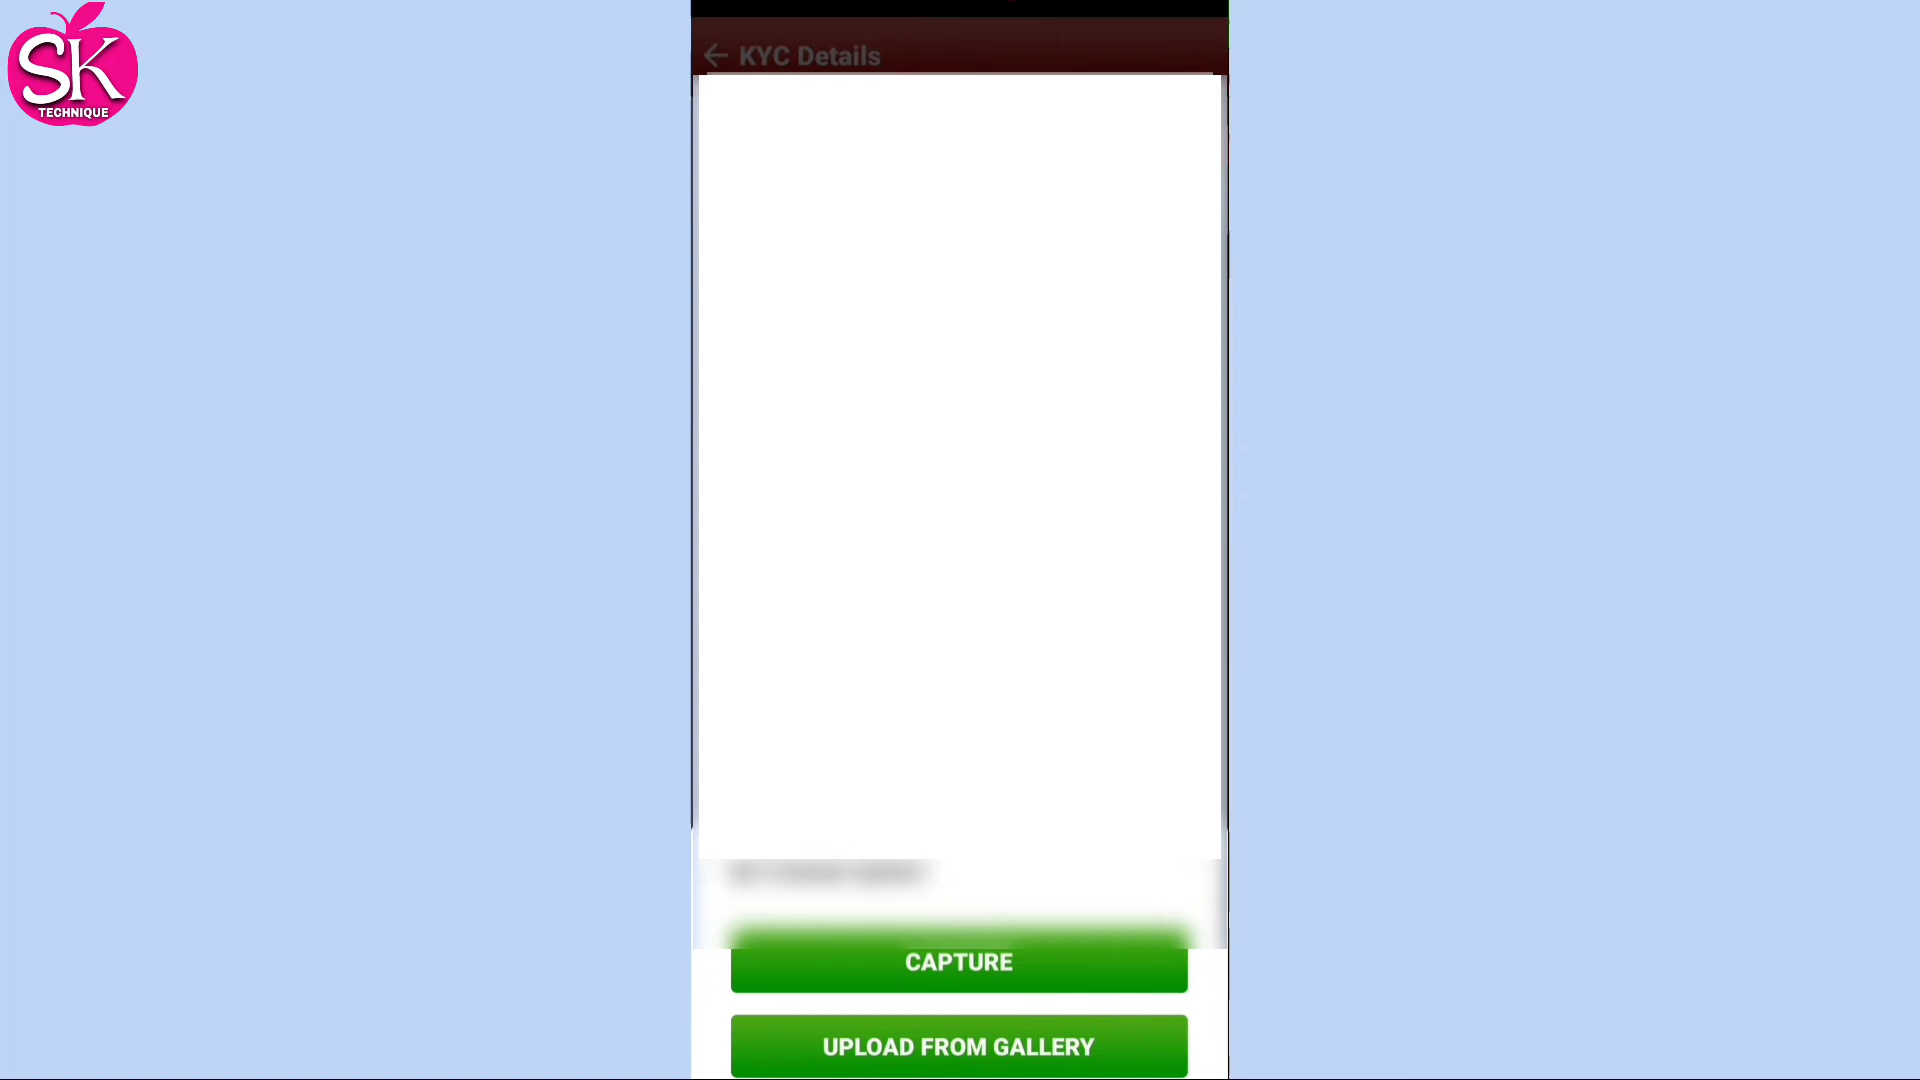 SK
TECHNIQUE
KYC Details
CAPTURE
UPLOAD FROM GALLERY